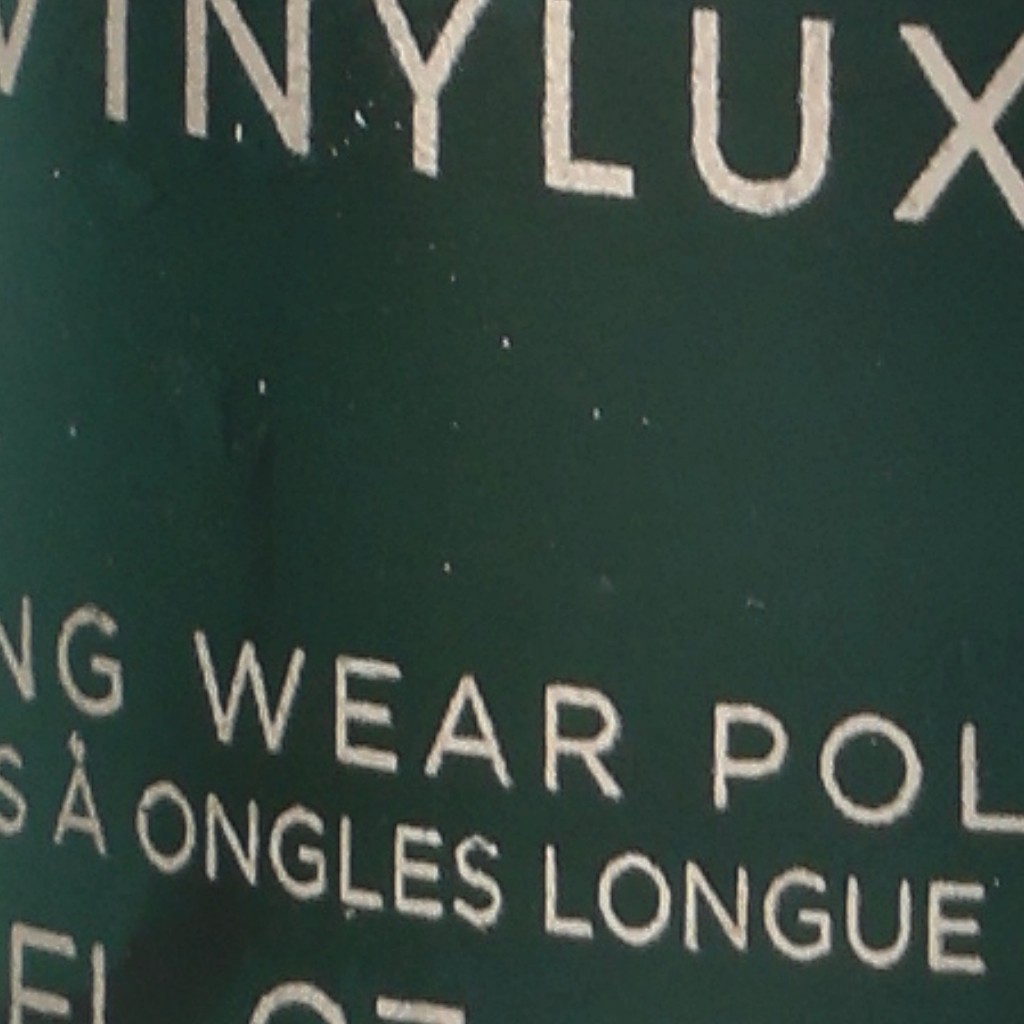 VINYLUX
NG WEAR POL
S À ONGLES LONGUE